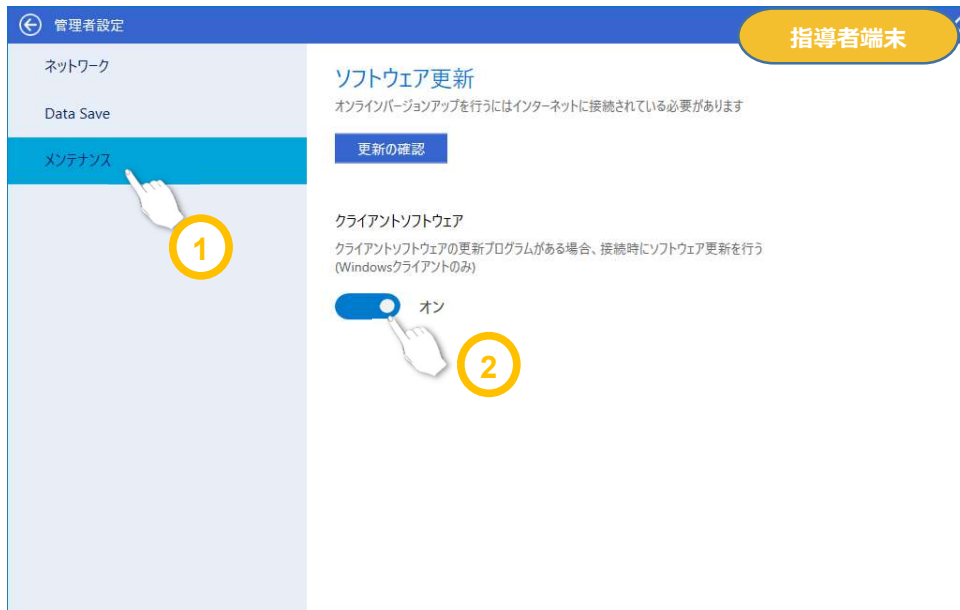 管理者設定
指導者端末
ネットワーク
Data Save
メンテナンス
1
ソフトウェア更新
オンラインバージョンアップを行うにはインターネットに接続されている必要があります
更新の確認
クライアントソフトウェア
クライアントソフトウェアの更新プログラムがある場合、接続時にソフトウェア更新を行う
(Windowsクライアントのみ)
オン
2